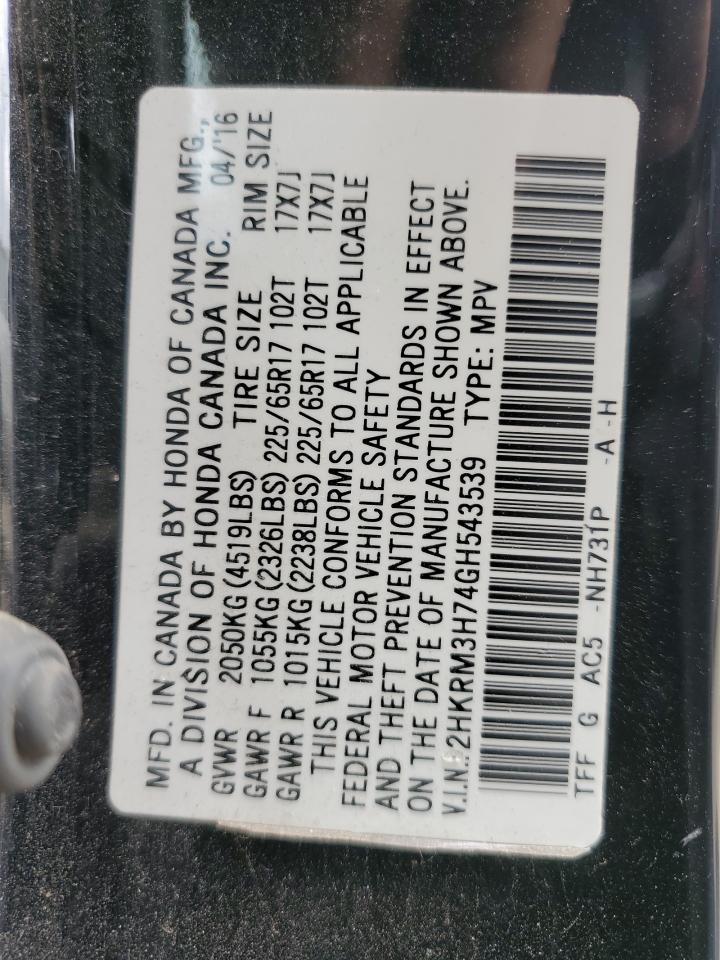 MFD. IN CANADA BY HONDA OF CANADA MFG.,
A DIVISION OF HONDA CANADA INC. 04/'16
GVWR 2050KG (4519LBS) TIRE SIZE RIM SIZE
GAWR F 1055KG (2326LBS) 225/65R17 102T 17X7J
GAWR R 1015KG (2238LBS) 225/65R17 102T 17X7J
THIS VEHICLE CONFORMS TO ALL APPLICABLE
FEDERAL MOTOR VEHICLE SAFETY
AND THEFT PREVENTION STANDARDS IN EFFECT
ON THE DATE OF MANUFACTURE SHOWN ABOVE.
V.I.N.: 2HKRM3H74GH543539 TYPE: MPV
TFF G AC5 -NH731P -A -H